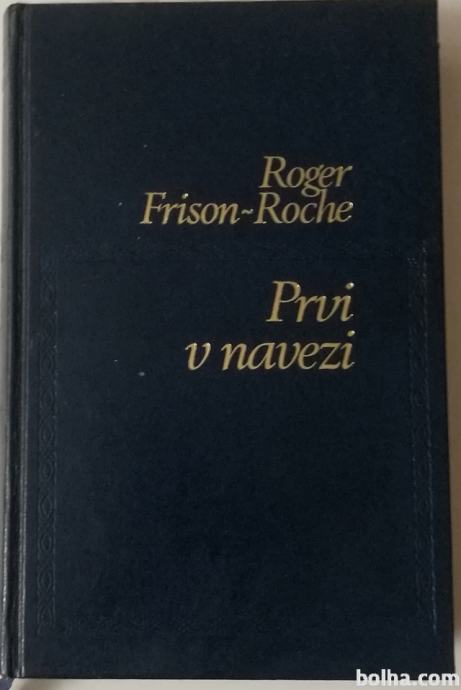 Roger
Frison-Roche
Prvi
v navezi
bolha.com